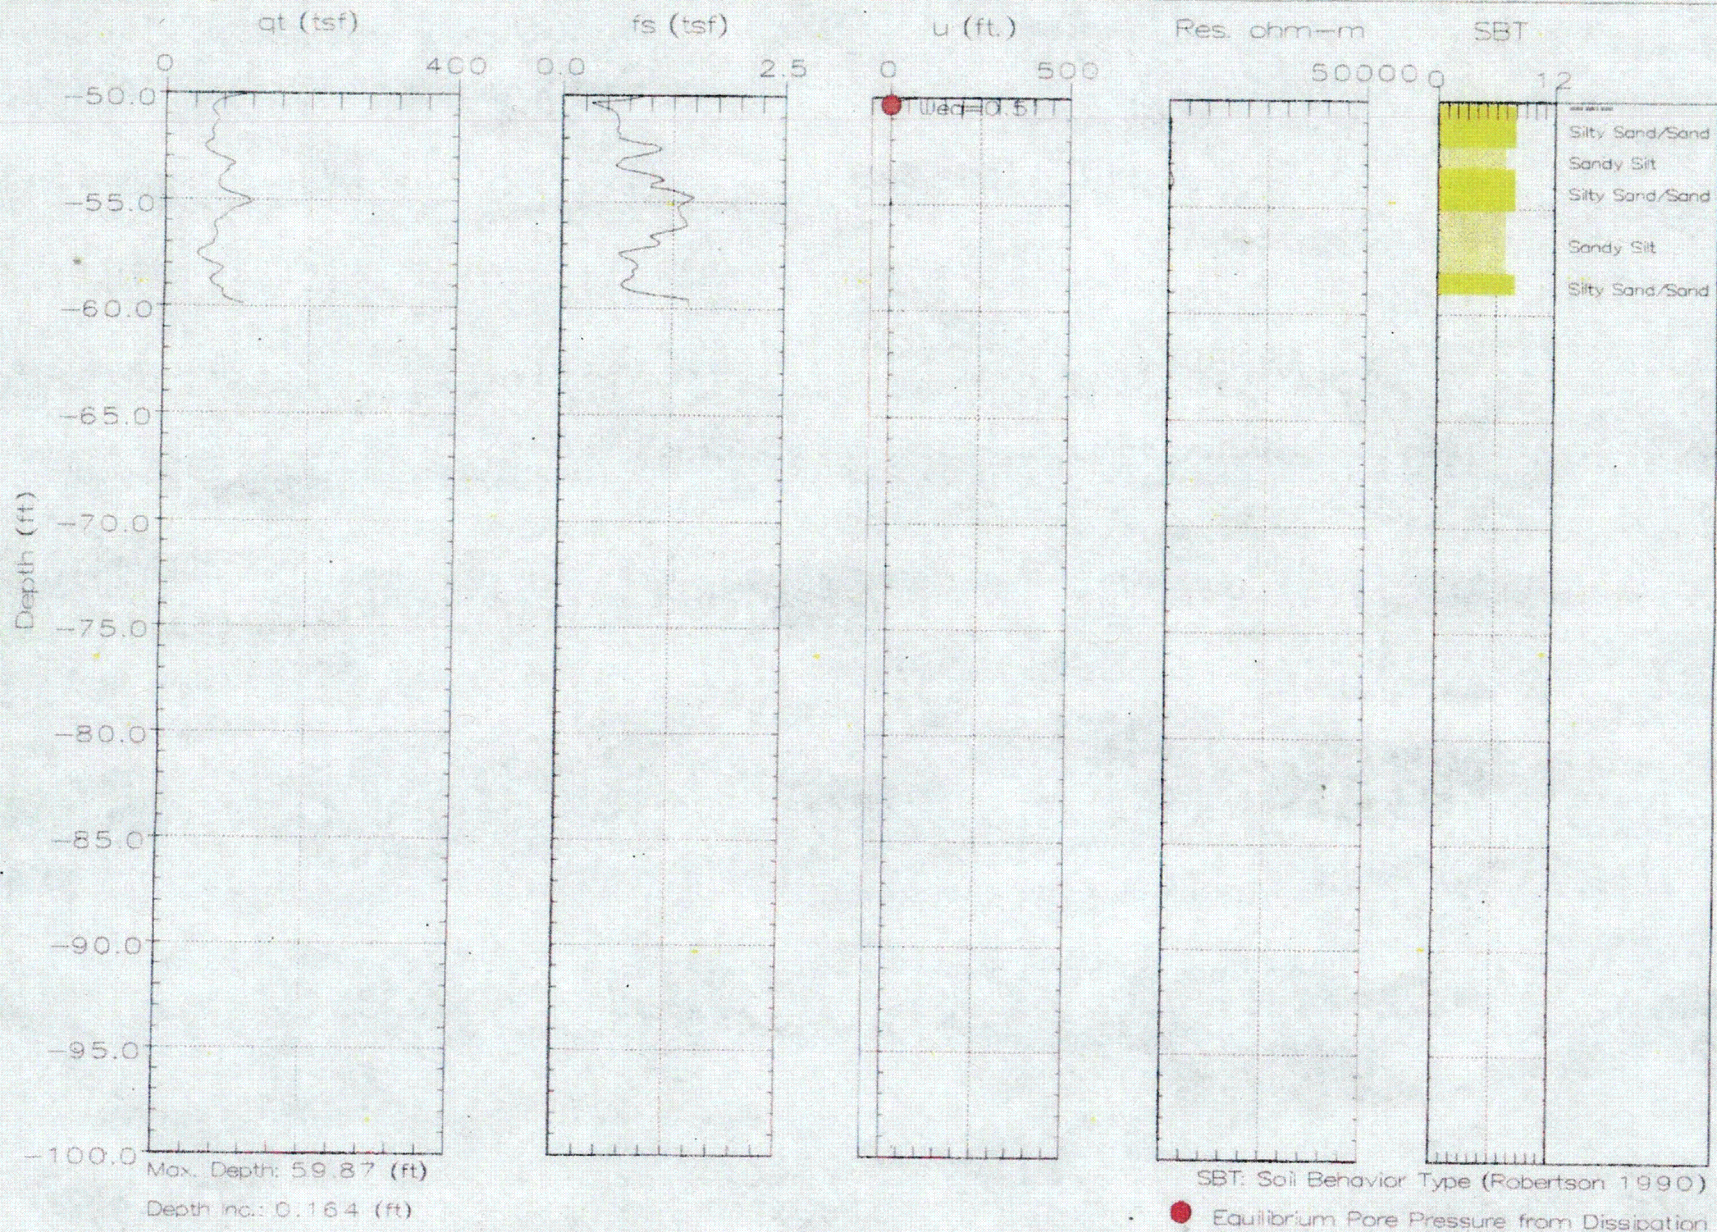 qt (tsf) fs (tsf) u (ft.) Res. ohm-m SBT
0 400 0.0 2.5 0 500 50000 0 12
-50.0
Silty Sand/Sand
Sandy Silt
Silty Sand/Sand
-55.0
Sandy Silt
Silty Sand/Sand
-60.0
-65.0
-70.0
Depth (ft)
-75.0
-80.0
-85.0
-90.0
-95.0
-100.0
Max. Depth: 59.87 (ft)
Depth Inc.: 0.164 (ft)
SBT: Soil Behavior Type (Robertson 1990)
Equilibrium Pore Pressure from Dissipation